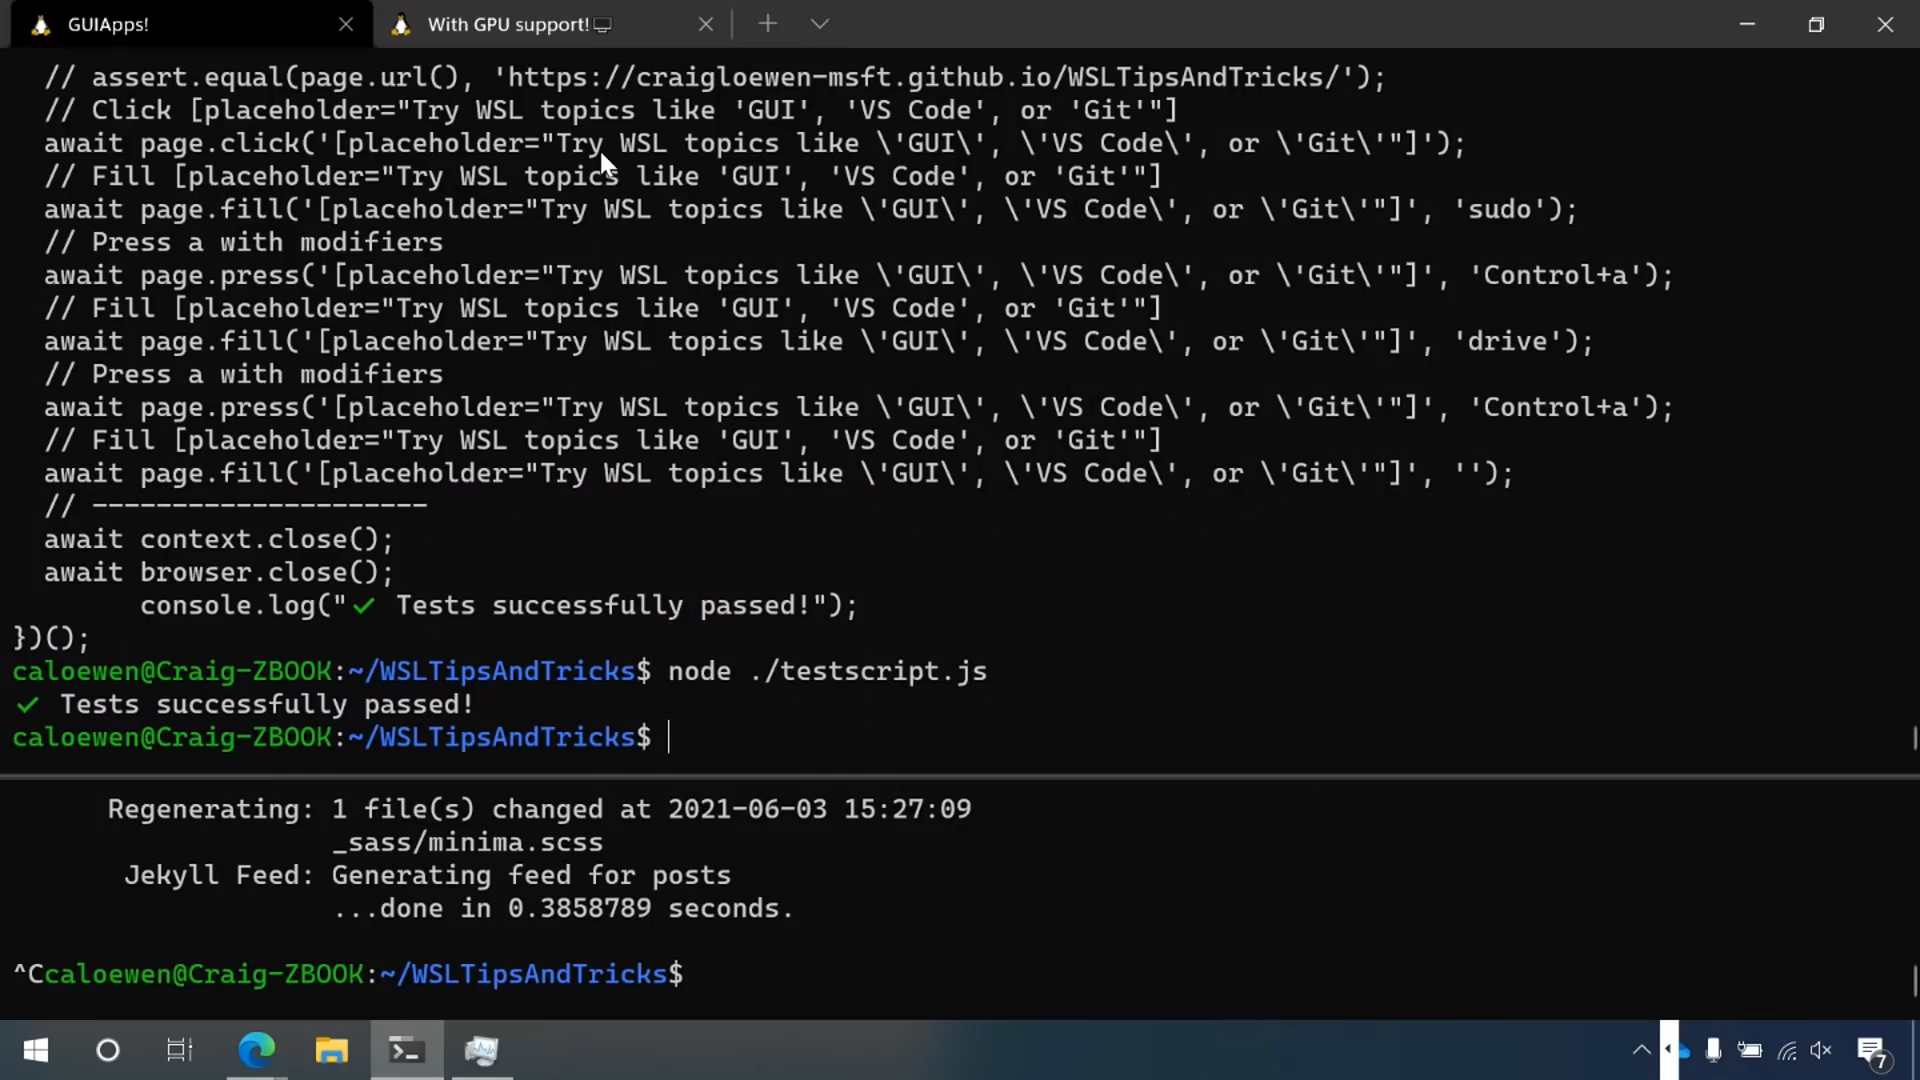 GUIApps!
With GPU support!
// assert.equal(page.url(), 'https://craigloewen-msft.github.io/WSLTipsAndTricks/');
// Click [placeholder="Try WSL topics like 'GUI', 'VS Code', or 'Git'"]
await page.click('[placeholder="Try WSL topics like \'GUI\', \'VS Code\', or \'Git\'"]');
// Fill [placeholder="Try WSL topics like 'GUI', 'VS Code', or 'Git'"]
await page.fill('[placeholder="Try WSL topics like \'GUI\', \'VS Code\', or \'Git\'"]', 'sudo');
// Press a with modifiers
await page.press('[placeholder="Try WSL topics like \'GUI\', \'VS Code\', or \'Git\'"]', 'Control+a');
// Fill [placeholder="Try WSL topics like 'GUI', 'VS Code', or 'Git'"]
await page.fill('[placeholder="Try WSL topics like \'GUI\', \'VS Code\', or \'Git\'"]', 'drive');
// Press a with modifiers
await page.press('[placeholder="Try WSL topics like \'GUI\', \'VS Code\', or \'Git\'"]', 'Control+a');
// Fill [placeholder="Try WSL topics like 'GUI', 'VS Code', or 'Git'"]
await page.fill('[placeholder="Try WSL topics like \'GUI\', \'VS Code\', or \'Git\'"]', '');
// ---------------------
await context.close();
await browser.close();
console.log("✓ Tests successfully passed!");
})();
caloewen@Craig-ZBOOK:~/WSLTipsAndTricks$ node ./testscript.js
✓ Tests successfully passed!
caloewen@Craig-ZBOOK:~/WSLTipsAndTricks$
Regenerating: 1 file(s) changed at 2021-06-03 15:27:09
_sass/minima.scss
Jekyll Feed: Generating feed for posts
...done in 0.3858789 seconds.
^Ccaloewen@Craig-ZBOOK:~/WSLTipsAndTricks$
7